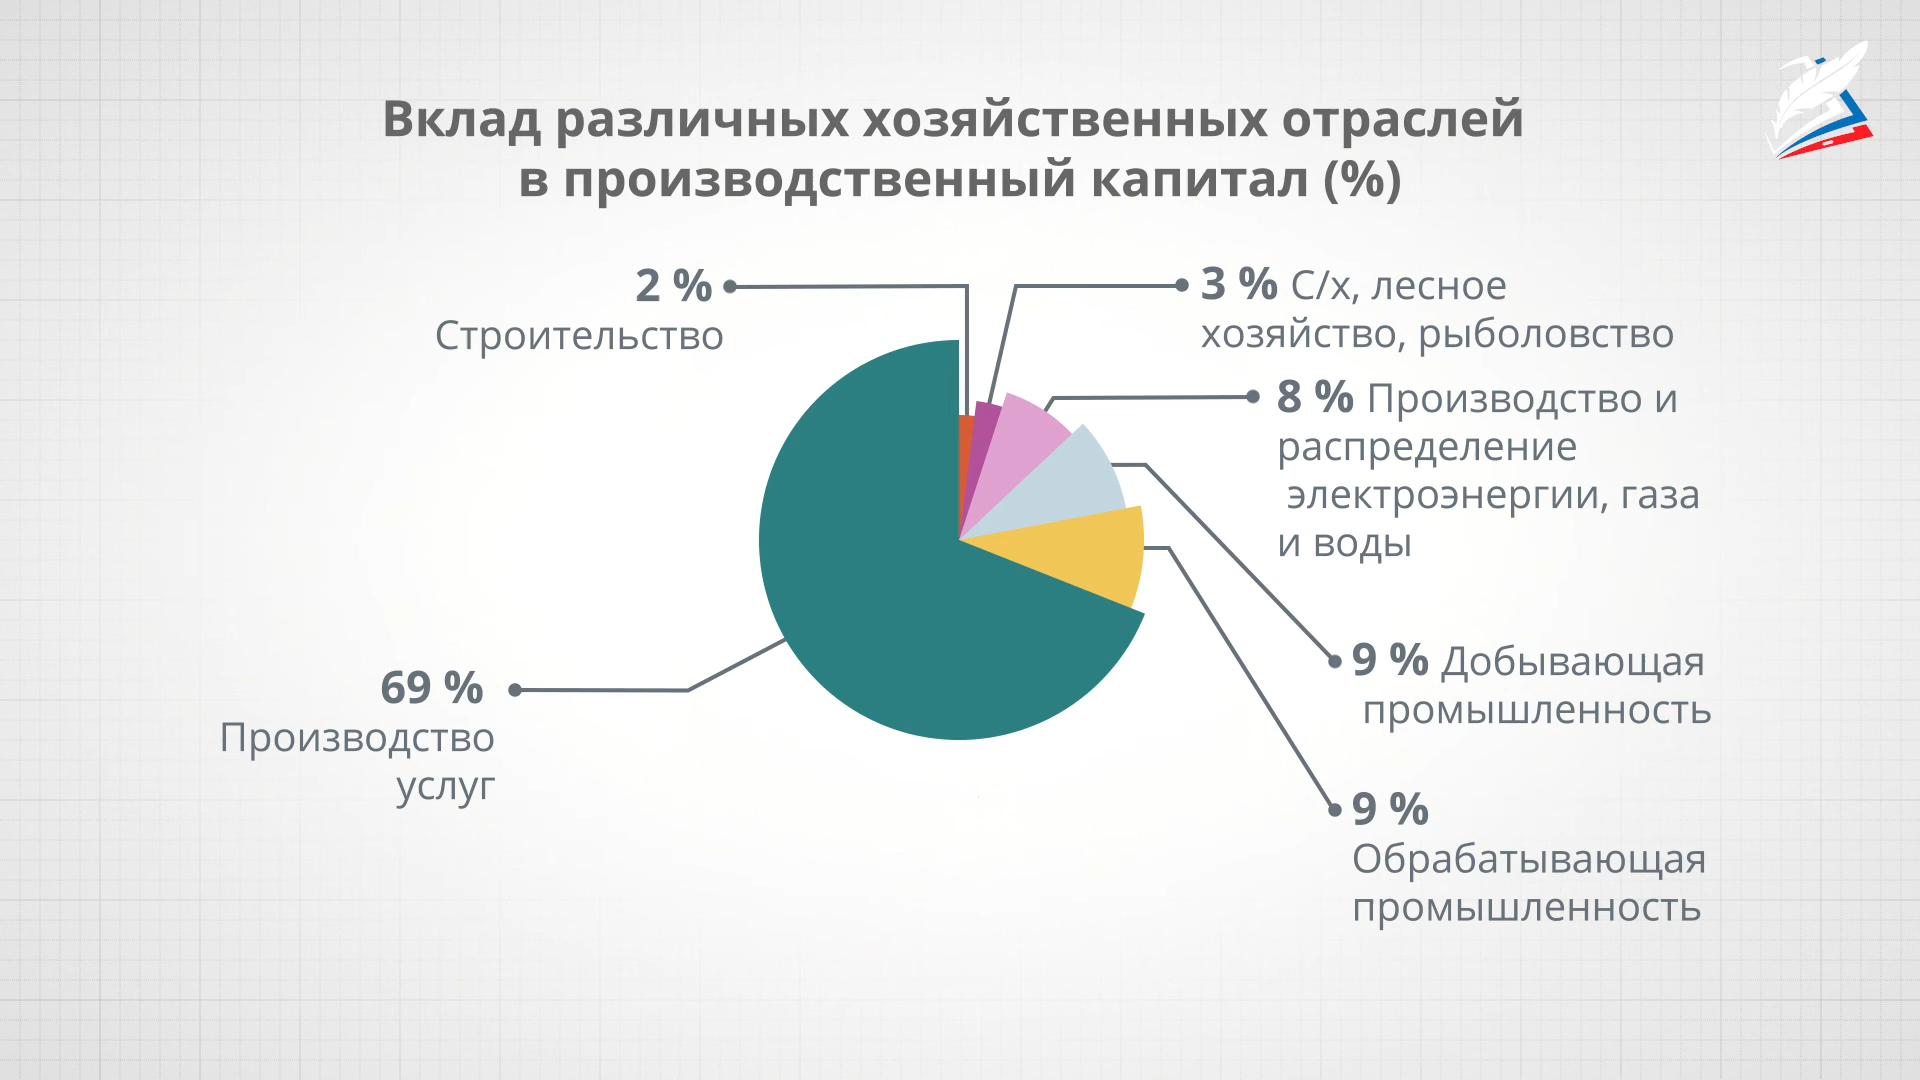 Вклад различных хозяйственных отраслей
в производственный капитал (%)
2 %
Строительство
3 % С/х, лесное
хозяйство, рыболовство
8 % Производство и
распределение
электроэнергии, газа
и воды
9 % Добывающая
промышленность
9 %
Обрабатывающая
промышленность
69 %
Производство
услуг